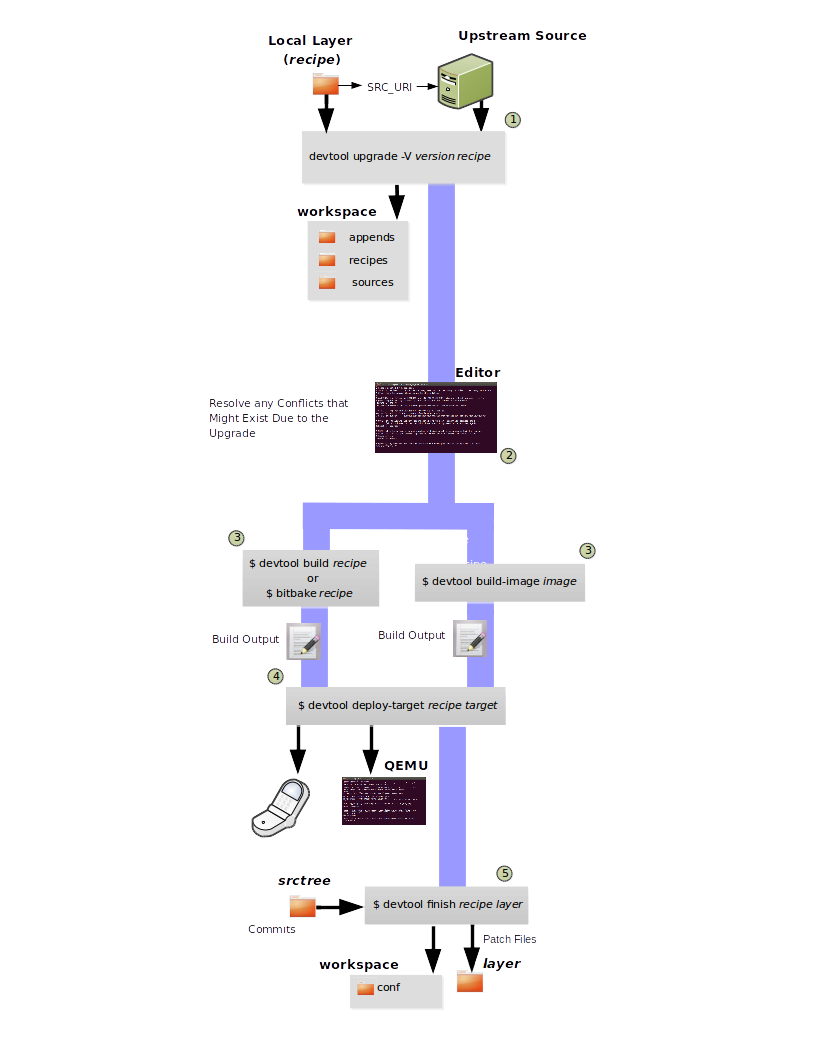 Upstream Source
Local Layer
(recipe)
SRC_URI
1
devtool upgrade -V version recipe
workspace
appends
recipes
sources
Editor
Resolve any Conflicts that
Might Exist Due to the
Upgrade
2
3
$ devtool build recipe
or
$ bitbake recipe
3
$ devtool build-image image
Build Output
Build Output
4
$ devtool deploy-target recipe target
QEMU
5
srctree
$ devtool finish recipe layer
Commits
Patch Files
workspace
layer
conf